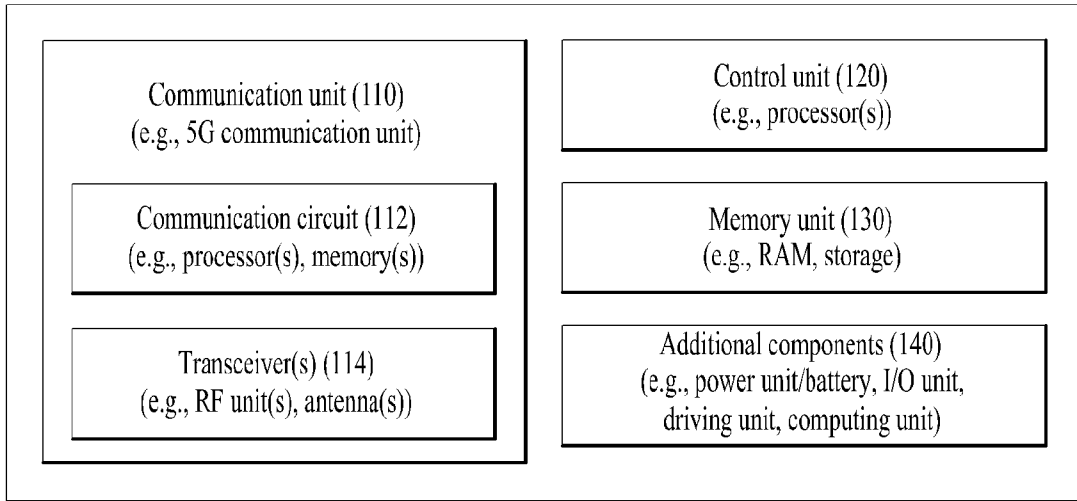 Communication unit (110)
(e.g., 5G communication unit)
Communication circuit (112)
(e.g., processor(s), memory(s))
Transceiver(s) (114)
(e.g., RF unit(s), antenna(s))
Control unit (120)
(e.g., processor(s))
Memory unit (130)
(e.g., RAM, storage)
Additional components (140)
(e.g., power unit/battery, I/O unit,
driving unit, computing unit)